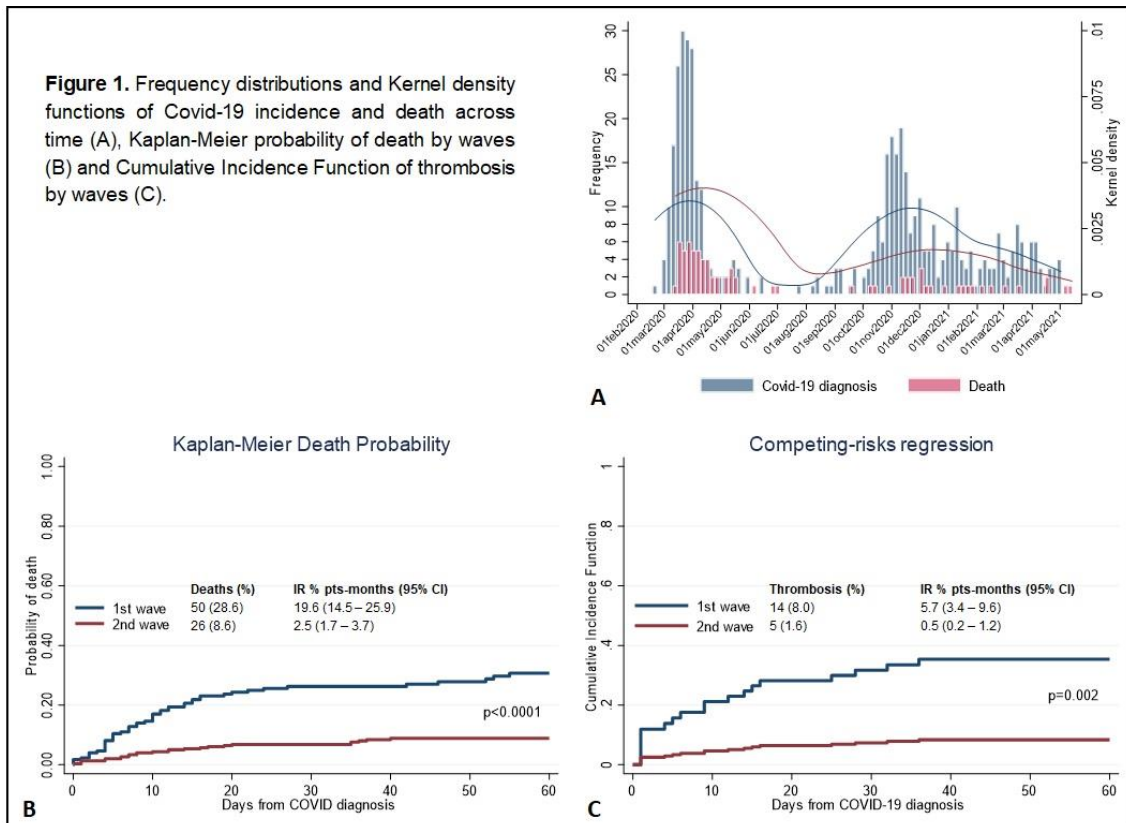 Figure 1. Frequency distributions and Kernel density
functions of Covid-19 incidence and death across
time (A), Kaplan-Meier probability of death by waves
(B) and Cumulative Incidence Function of thrombosis
by waves (C).
Frequency
30
25
20
15
10
8
6
4
2
0
Kernel density
.01
.0075
.005
.0025
0
01feb2020
01mar2020
01apr2020
01may2020
01jun2020
01jul2020
01aug2020
01sep2020
01oct2020
01nov2020
01dec2020
01jan2021
01feb2021
01mar2021
01apr2021
01may2021
Covid-19 diagnosis
Death
A
Kaplan-Meier Death Probability
Probability of death
1.00
0.80
0.60
0.40
0.20
0.00
Deaths (%) IR % pts-months (95% CI)
1st wave 50 (28.6) 19.6 (14.5 – 25.9)
2nd wave 26 (8.6) 2.5 (1.7 – 3.7)
p<0.0001
0 10 20 30 40 50 60
Days from COVID diagnosis
B
Competing-risks regression
Cumulative Incidence Function
1
.8
.6
.4
.2
0
Thrombosis (%) IR % pts-months (95% CI)
1st wave 14 (8.0) 5.7 (3.4 – 9.6)
2nd wave 5 (1.6) 0.5 (0.2 – 1.2)
p=0.002
0 10 20 30 40 50 60
Days from COVID-19 diagnosis
C